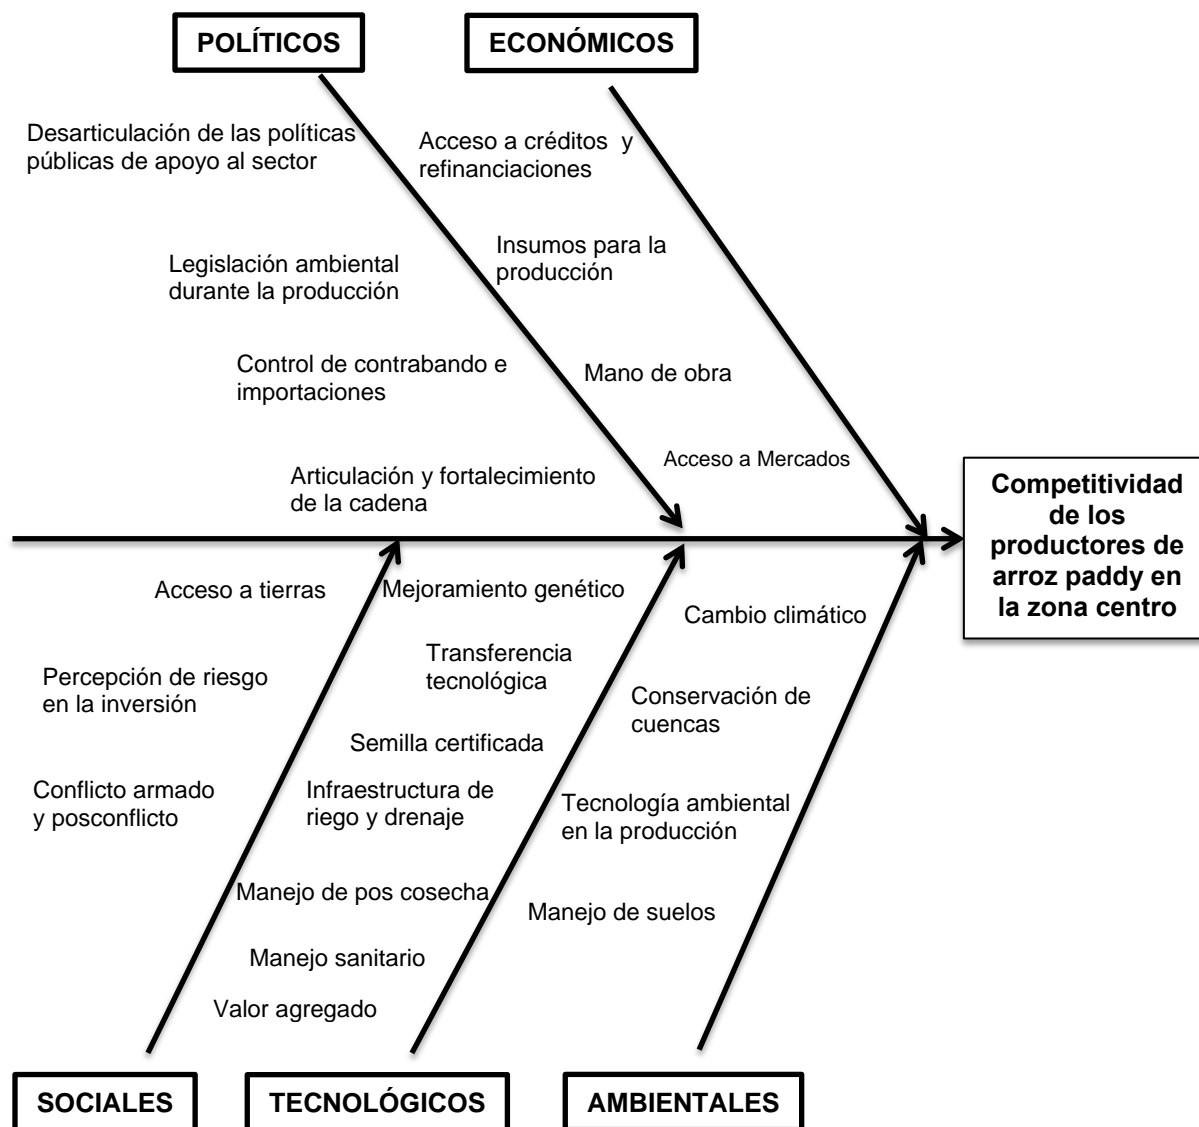 POLÍTICOS
ECONÓMICOS
Desarticulación de las políticas
públicas de apoyo al sector
Acceso a créditos y
refinanciaciones
Legislación ambiental
durante la producción
Insumos para la
producción
Control de contrabando e
importaciones
Mano de obra
Articulación y fortalecimiento
de la cadena
Acceso a Mercados
Competitividad
de los
productores de
arroz paddy en
la zona centro
Acceso a tierras
Percepción de riesgo
en la inversión
Conflicto armado
y posconflicto
Mejoramiento genético
Transferencia
tecnológica
Semilla certificada
Infraestructura de
riego y drenaje
Manejo de pos cosecha
Manejo sanitario
Valor agregado
Cambio climático
Conservación de
cuencas
Tecnología ambiental
en la producción
Manejo de suelos
SOCIALES
TECNOLÓGICOS
AMBIENTALES